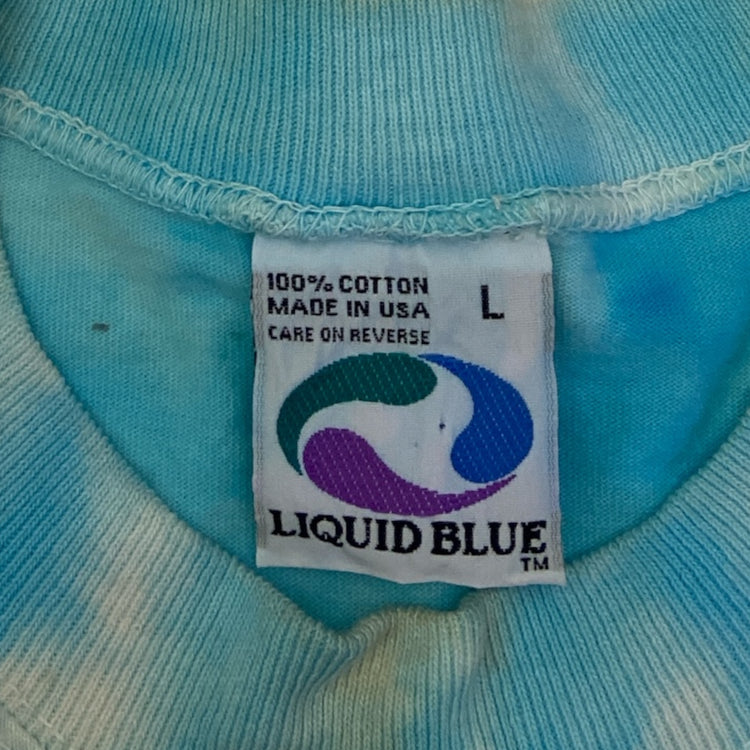 100% COTTON
MADE IN USA
L
CARE ON REVERSE
LIQUID BLUE
TM